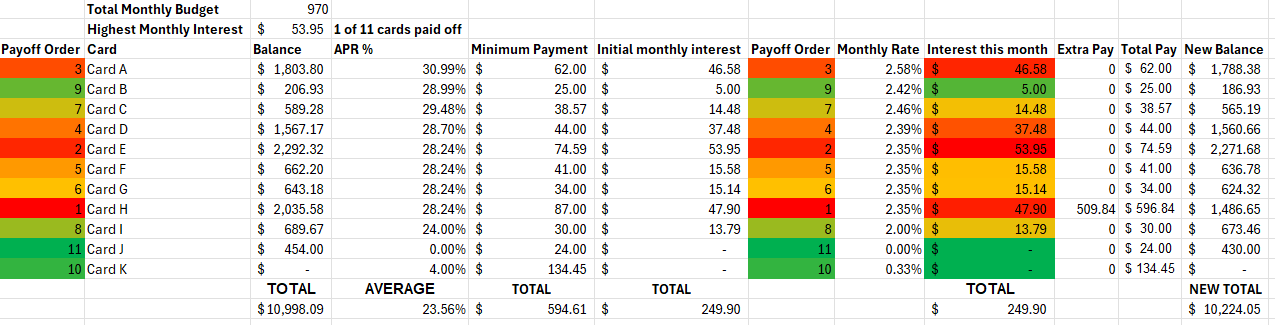 Total Monthly Budget 970
Highest Monthly Interest $ 53.95 1 of 11 cards paid off
Payoff Order Card Balance APR % Minimum Payment Initial monthly interest Payoff Order Monthly Rate Interest this month Extra Pay Total Pay New Balance
3 Card A $ 1,803.80 30.99% $ 62.00 $ 46.58 3 2.58% $ 46.58 0 $ 62.00 $ 1,788.38
9 Card B $ 206.93 28.99% $ 25.00 $ 5.00 9 2.42% $ 5.00 0 $ 25.00 $ 186.93
7 Card C $ 589.28 29.48% $ 38.57 $ 14.48 7 2.46% $ 14.48 0 $ 38.57 $ 565.19
4 Card D $ 1,567.17 28.70% $ 44.00 $ 37.48 4 2.39% $ 37.48 0 $ 44.00 $ 1,560.66
2 Card E $ 2,292.32 28.24% $ 74.59 $ 53.95 2 2.35% $ 53.95 0 $ 74.59 $ 2,271.68
5 Card F $ 662.20 28.24% $ 41.00 $ 15.58 5 2.35% $ 15.58 0 $ 41.00 $ 636.78
6 Card G $ 643.18 28.24% $ 34.00 $ 15.14 6 2.35% $ 15.14 0 $ 34.00 $ 624.32
1 Card H $ 2,035.58 28.24% $ 87.00 $ 47.90 1 2.35% $ 47.90 509.84 $ 596.84 $ 1,486.65
8 Card I $ 689.67 24.00% $ 30.00 $ 13.79 8 2.00% $ 13.79 0 $ 30.00 $ 673.46
11 Card J $ 454.00 0.00% $ 24.00 $ - 11 0.00% $ - 0 $ 24.00 $ 430.00
10 Card K $ - 4.00% $ 134.45 $ - 10 0.33% $ - 0 $ 134.45 $ -
TOTAL AVERAGE TOTAL TOTAL TOTAL NEW TOTAL
$ 10,998.09 23.56% $ 594.61 $ 249.90 $ 249.90 $ 10,224.05